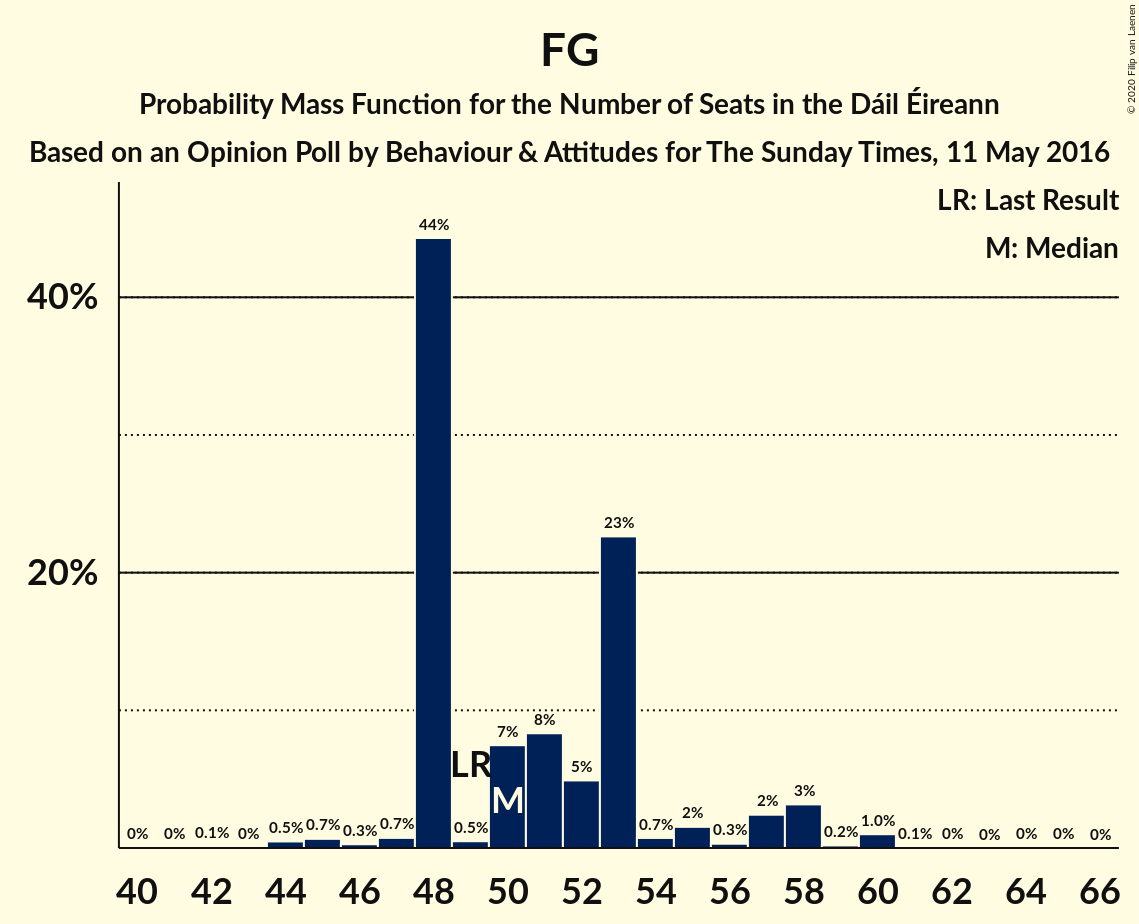 FG
Probability Mass Function for the Number of Seats in the Dáil Éireann
Based on an Opinion Poll by Behaviour & Attitudes for The Sunday Times, 11 May 2016
© 2020 Filip van Laenen
LR: Last Result
M: Median
40%
20%
0% 0% 0.1% 0% 0.5% 0.7% 0.3% 0.7% 44% 0.5% 7% 8% 5% 23% 0.7% 2% 0.3% 2% 3% 0.2% 1.0% 0.1% 0% 0% 0% 0% 0%
LR
M
40 42 44 46 48 50 52 54 56 58 60 62 64 66